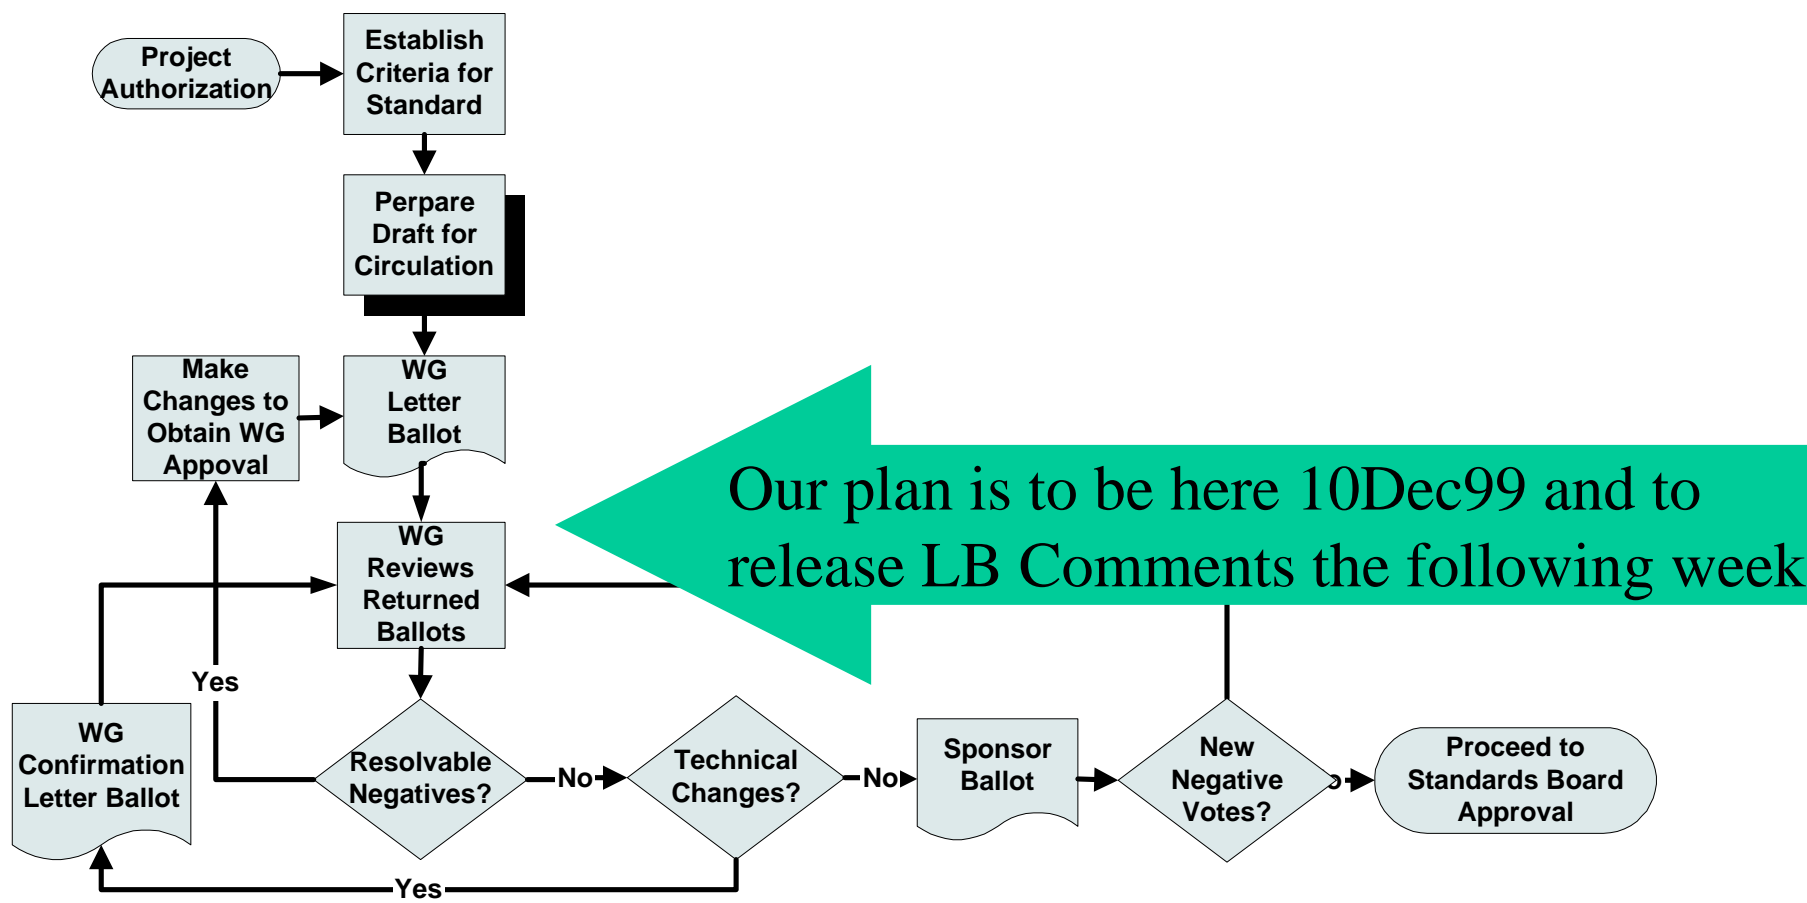 Project
Authorization
Establish
Criteria for
Standard
Perpare
Draft for
Circulation
Make
Changes to
Obtain WG
Appoval
WG
Letter
Ballot
Our plan is to be here 10Dec99 and to
release LB Comments the following week
WG
Reviews
Returned
Ballots
Yes
WG
Confirmation
Letter Ballot
Resolvable
Negatives?
No
Technical
Changes?
No
Sponsor
Ballot
New
Negative
Votes?
Proceed to
Standards Board
Approval
Yes